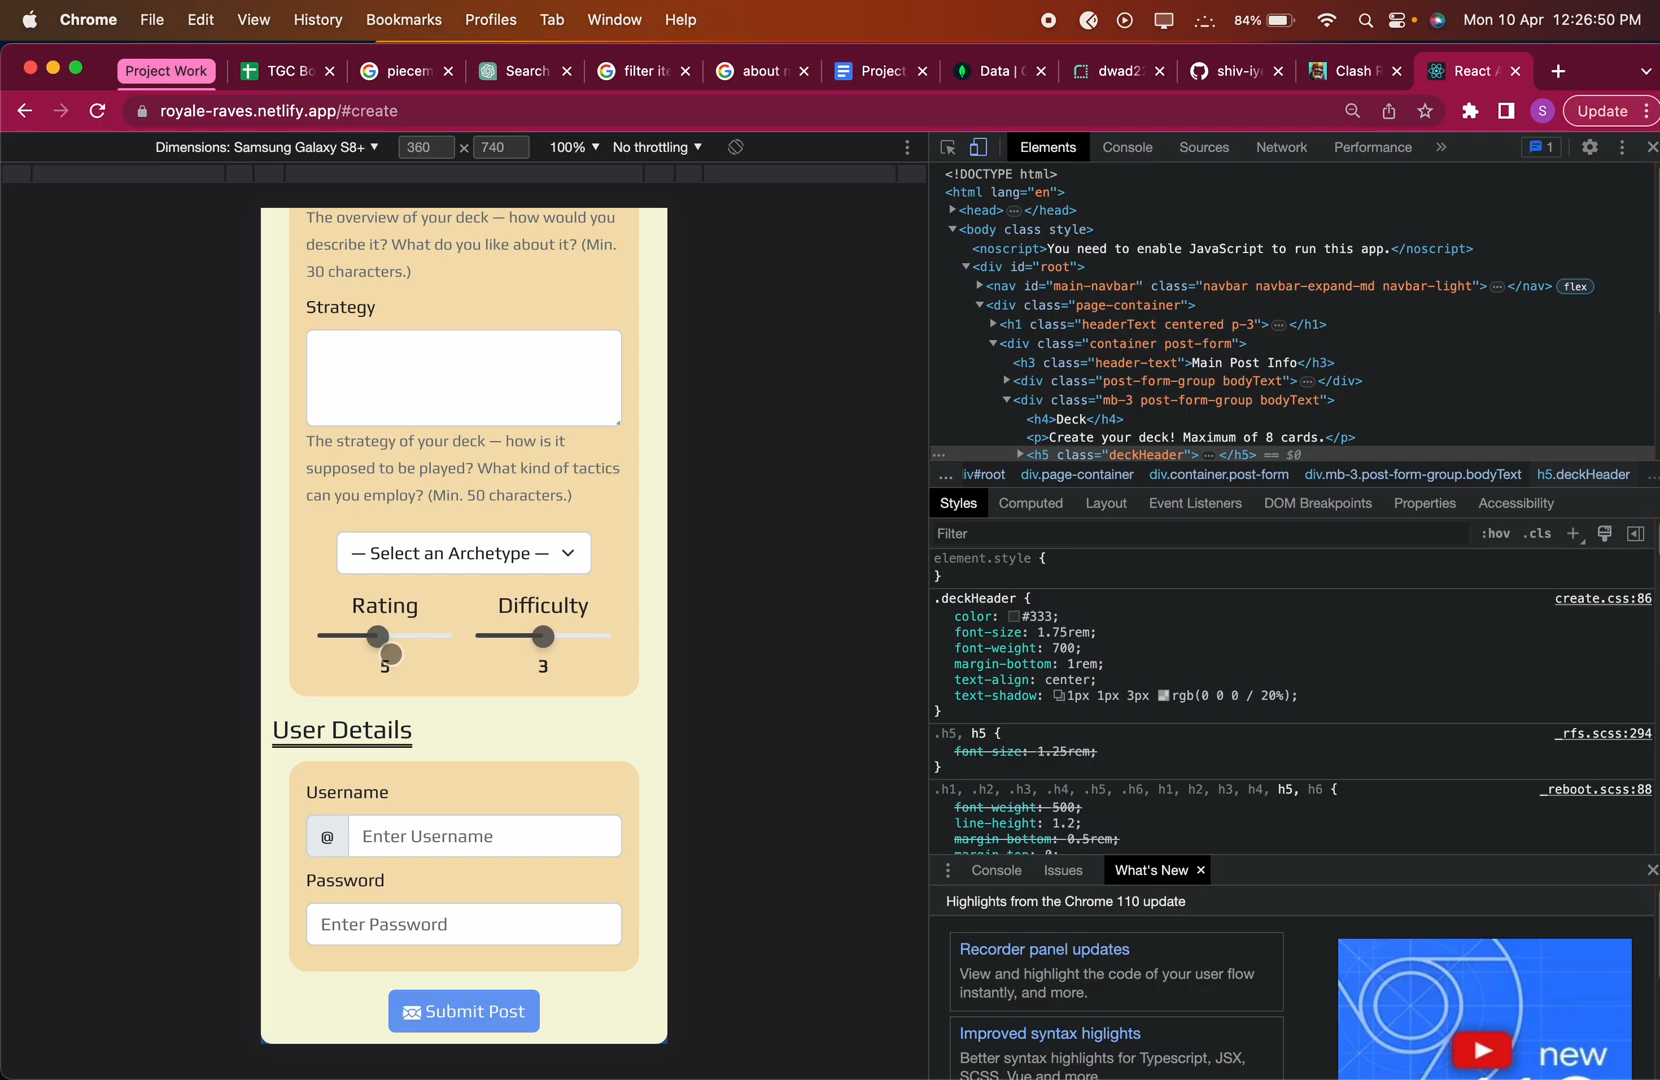 Chrome File Edit View History Bookmarks Profiles Tab Window Help 84% Mon 10 Apr 12:26:50 PM
Project Work TGC Bo piecem Search filter ite about r Project Data | ( dwad2 shiv-iy Clash R React A
royale-raves.netlify.app/#create S Update
Dimensions: Samsung Galaxy S8+ 360 × 740 100% No throttling
Elements Console Sources Network Performance » 1
The overview of your deck — how would you
describe it? What do you like about it? (Min.
30 characters.)
Strategy
The strategy of your deck — how is it
supposed to be played? What kind of tactics
can you employ? (Min. 50 characters.)
— Select an Archetype —
Rating Difficulty
5 3
User Details
Username
@ Enter Username
Password
Enter Password
Submit Post
<!DOCTYPE html>
<html lang="en">
<head>…</head>
<body class style>
<noscript>You need to enable JavaScript to run this app.</noscript>
<div id="root">
<nav id="main-navbar" class="navbar navbar-expand-md navbar-light">…</nav> flex
<div class="page-container">
<h1 class="headerText centered p-3">…</h1>
<div class="container post-form">
<h3 class="header-text">Main Post Info</h3>
<div class="post-form-group bodyText">…</div>
<div class="mb-3 post-form-group bodyText">
<h4>Deck</h4>
<p>Create your deck! Maximum of 8 cards.</p>
… <h5 class="deckHeader">…</h5> == $0
… iv#root div.page-container div.container.post-form div.mb-3.post-form-group.bodyText h5.deckHeader …
Styles Computed Layout Event Listeners DOM Breakpoints Properties Accessibility
Filter :hov .cls +
element.style {
}
.deckHeader { create.css:86
color: #333;
font-size: 1.75rem;
font-weight: 700;
margin-bottom: 1rem;
text-align: center;
text-shadow: 1px 1px 3px rgb(0 0 0 / 20%);
}
.h5, h5 { _rfs.scss:294
font-size: 1.25rem;
}
.h1, .h2, .h3, .h4, .h5, .h6, h1, h2, h3, h4, h5, h6 { _reboot.scss:88
font-weight: 500;
line-height: 1.2;
margin-bottom: 0.5rem;
margin-top: 0;
Console Issues What's New ×
Highlights from the Chrome 110 update
Recorder panel updates
View and highlight the code of your user flow
instantly, and more.
Improved syntax higlights
Better syntax highlights for Typescript, JSX,
SCSS, Vue and more
new